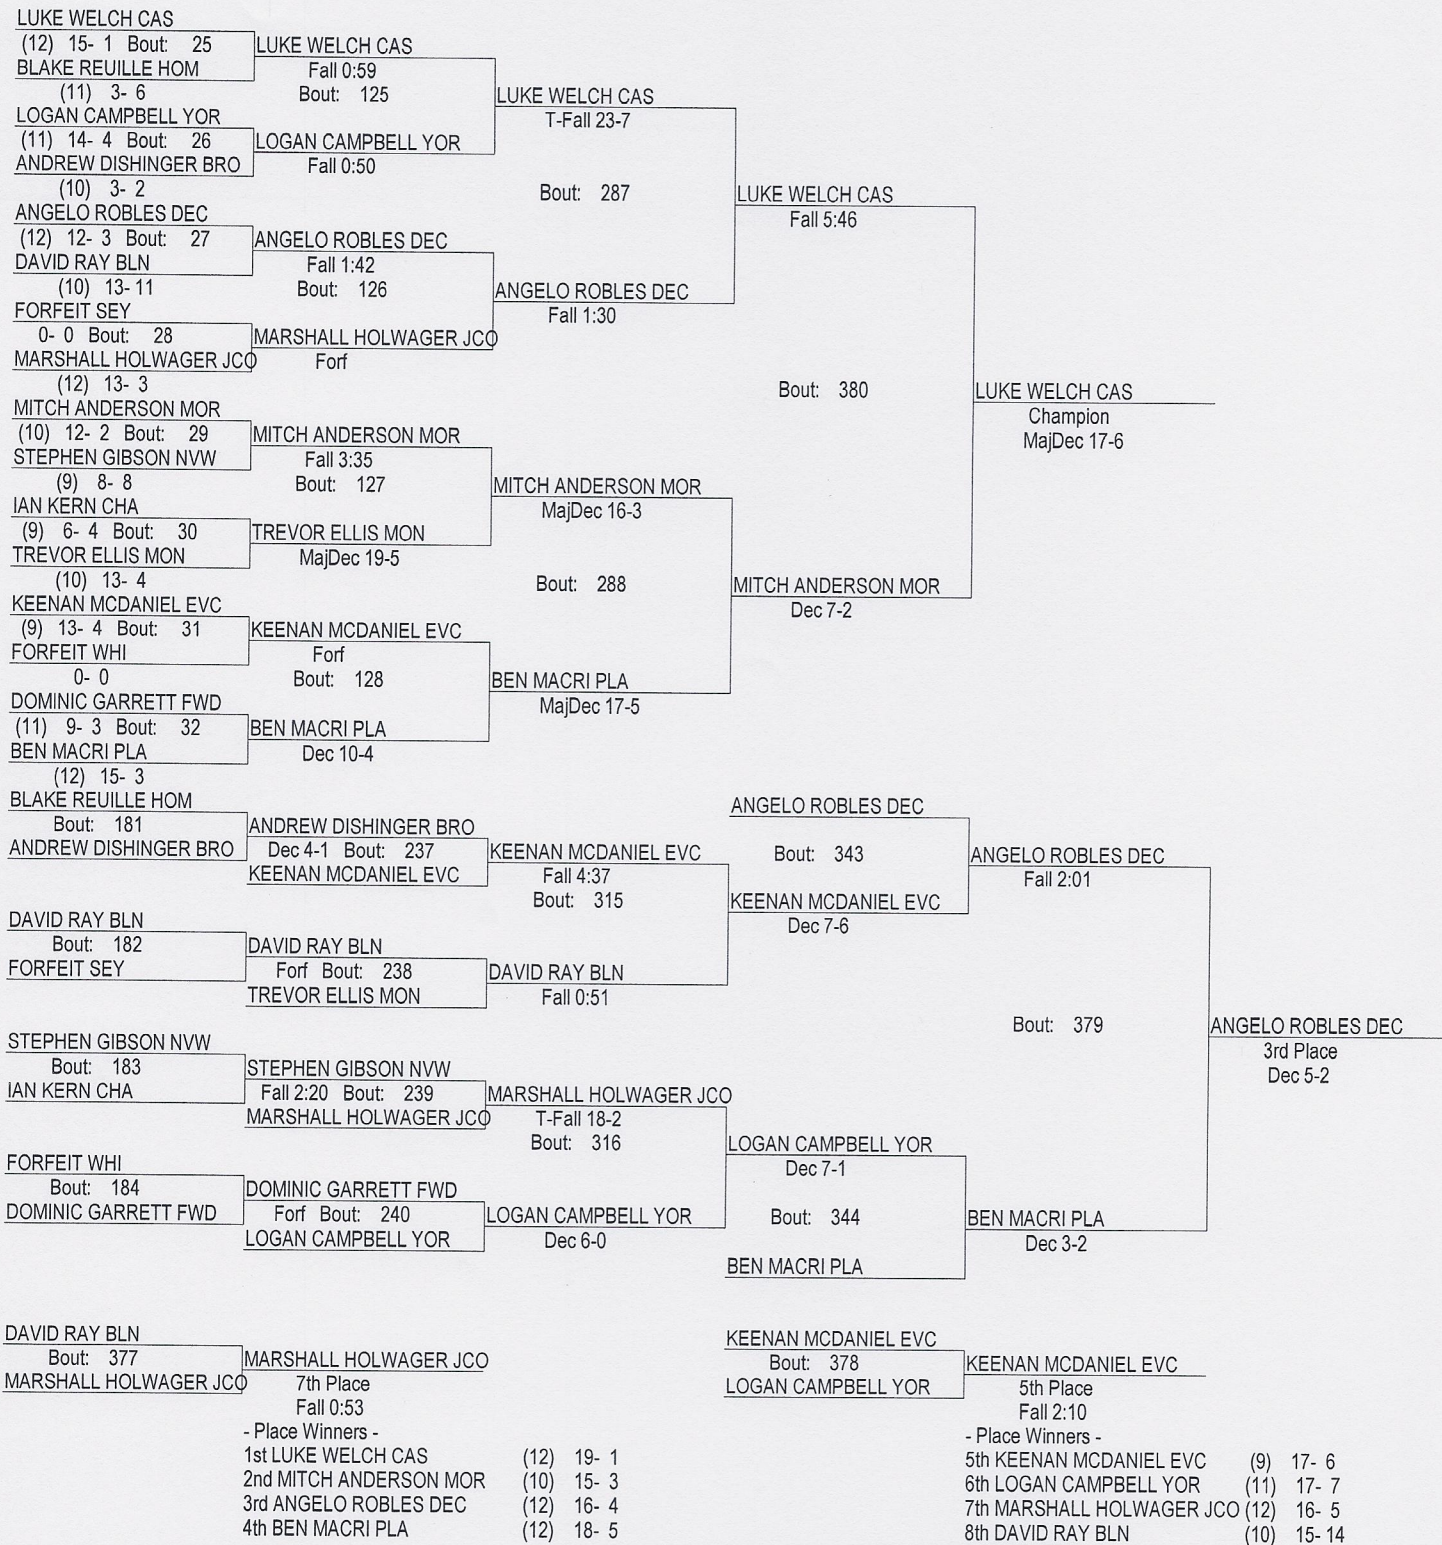 LUKE WELCH CAS
(12) 15- 1 Bout: 25
BLAKE REUILLE HOM
(11) 3- 6
LOGAN CAMPBELL YOR
(11) 14- 4 Bout: 26
ANDREW DISHINGER BRO
(10) 3- 2
ANGELO ROBLES DEC
(12) 12- 3 Bout: 27
DAVID RAY BLN
(10) 13- 11
FORFEIT SEY
0- 0 Bout: 28
MARSHALL HOLWAGER JCO
(12) 13- 3
MITCH ANDERSON MOR
(10) 12- 2 Bout: 29
STEPHEN GIBSON NVW
(9) 8- 8
IAN KERN CHA
(9) 6- 4 Bout: 30
TREVOR ELLIS MON
(10) 13- 4
KEENAN MCDANIEL EVC
(9) 13- 4 Bout: 31
FORFEIT WHI
0- 0
DOMINIC GARRETT FWD
(11) 9- 3 Bout: 32
BEN MACRI PLA
(12) 15- 3
LUKE WELCH CAS
Fall 0:59
Bout: 125
LOGAN CAMPBELL YOR
Fall 0:50
ANGELO ROBLES DEC
Fall 1:42
Bout: 126
MARSHALL HOLWAGER JCO
Forf
MITCH ANDERSON MOR
Fall 3:35
Bout: 127
TREVOR ELLIS MON
MajDec 19-5
KEENAN MCDANIEL EVC
Forf
Bout: 128
BEN MACRI PLA
Dec 10-4
LUKE WELCH CAS
T-Fall 23-7
Bout: 287
ANGELO ROBLES DEC
Fall 1:30
MITCH ANDERSON MOR
MajDec 16-3
Bout: 288
BEN MACRI PLA
MajDec 17-5
LUKE WELCH CAS
Fall 5:46
Bout: 380
MITCH ANDERSON MOR
Dec 7-2
LUKE WELCH CAS
Champion
MajDec 17-6
BLAKE REUILLE HOM
Bout: 181
ANDREW DISHINGER BRO
DAVID RAY BLN
Bout: 182
FORFEIT SEY
STEPHEN GIBSON NVW
Bout: 183
IAN KERN CHA
FORFEIT WHI
Bout: 184
DOMINIC GARRETT FWD
ANDREW DISHINGER BRO
Dec 4-1 Bout: 237
KEENAN MCDANIEL EVC
DAVID RAY BLN
Forf Bout: 238
TREVOR ELLIS MON
STEPHEN GIBSON NVW
Fall 2:20 Bout: 239
MARSHALL HOLWAGER JCO
DOMINIC GARRETT FWD
Forf Bout: 240
LOGAN CAMPBELL YOR
KEENAN MCDANIEL EVC
Fall 4:37
Bout: 315
DAVID RAY BLN
Fall 0:51
MARSHALL HOLWAGER JCO
T-Fall 18-2
Bout: 316
LOGAN CAMPBELL YOR
Dec 6-0
ANGELO ROBLES DEC
Bout: 343
KEENAN MCDANIEL EVC
Dec 7-6
LOGAN CAMPBELL YOR
Dec 7-1
Bout: 344
BEN MACRI PLA
ANGELO ROBLES DEC
Fall 2:01
Bout: 379
BEN MACRI PLA
Dec 3-2
ANGELO ROBLES DEC
3rd Place
Dec 5-2
DAVID RAY BLN
Bout: 377
MARSHALL HOLWAGER JCO
MARSHALL HOLWAGER JCO
7th Place
Fall 0:53
KEENAN MCDANIEL EVC
Bout: 378
LOGAN CAMPBELL YOR
KEENAN MCDANIEL EVC
5th Place
Fall 2:10
- Place Winners -
1st LUKE WELCH CAS (12) 19- 1
2nd MITCH ANDERSON MOR (10) 15- 3
3rd ANGELO ROBLES DEC (12) 16- 4
4th BEN MACRI PLA (12) 18- 5
- Place Winners -
5th KEENAN MCDANIEL EVC (9) 17- 6
6th LOGAN CAMPBELL YOR (11) 17- 7
7th MARSHALL HOLWAGER JCO (12) 16- 5
8th DAVID RAY BLN (10) 15- 14